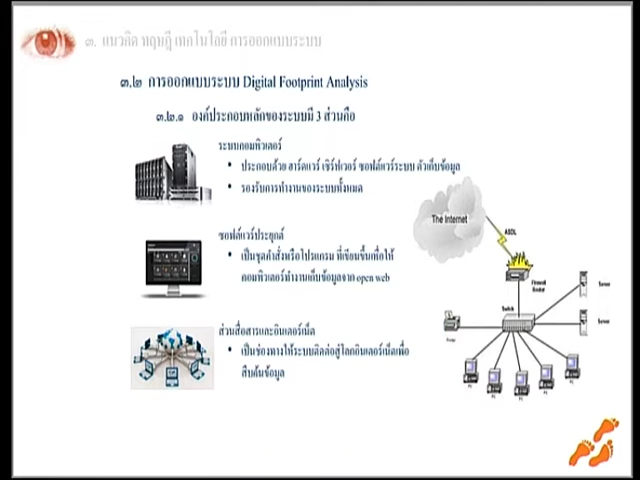 ๓. แนวคิด ทฤษฎี เทคโนโลยี การออกแบบระบบ
๓.๒ การออกแบบระบบ Digital Footprint Analysis
๓.๒.๑ องค์ประกอบหลักของระบบมี 3 ส่วนคือ
ระบบคอมพิวเตอร์
• ประกอบด้วย ฮาร์ดแวร์ เซิร์ฟเวอร์ ซอฟต์แวร์ระบบ ตัวเก็บข้อมูล
• รองรับการทำงานของระบบทั้งหมด
ซอฟต์แวร์ประยุกต์
• เป็นชุดคำสั่งหรือโปรแกรม ที่เขียนขึ้นเพื่อให้
คอมพิวเตอร์ทำงานเก็บข้อมูลจาก open web
ส่วนสื่อสารและอินเตอร์เน็ต
• เป็นช่องทางให้ระบบติดต่อสู่โลกอินเตอร์เน็ตเพื่อ
สืบค้นข้อมูล
The Internet
ASDL
Firewall
Router
Switch
Server
Server
Printer
PC
PC
PC
PC
PC